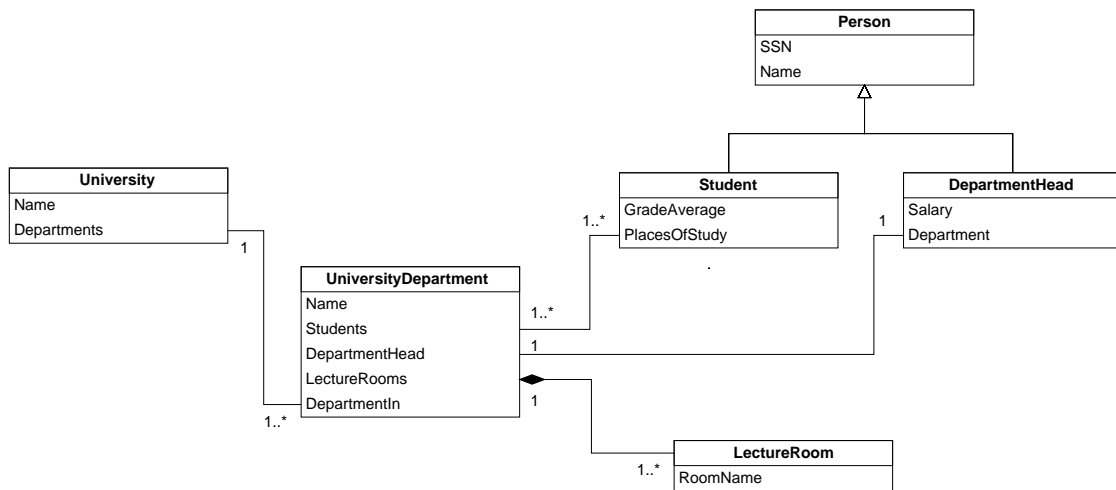 Person
SSN
Name
University
Name
Departments
1
Student
GradeAverage
PlacesOfStudy
1..*
.
DepartmentHead
Salary
Department
1
UniversityDepartment
Name
Students
DepartmentHead
LectureRooms
DepartmentIn
1..*
1..*
1
1
LectureRoom
RoomName
1..*